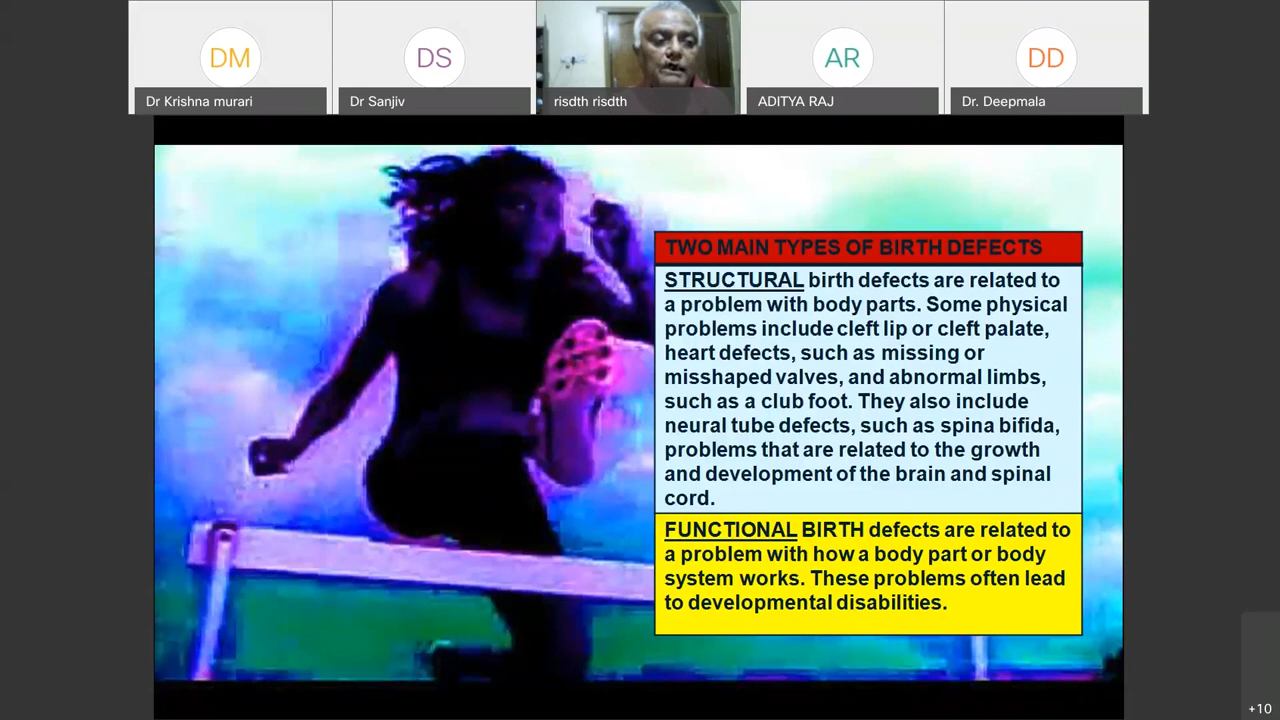 DM
DS
AR
DD
Dr Krishna murari
Dr Sanjiv
risdth risdth
ADITYA RAJ
Dr. Deepmala
TWO MAIN TYPES OF BIRTH DEFECTS
STRUCTURAL birth defects are related to
a problem with body parts. Some physical
problems include cleft lip or cleft palate,
heart defects, such as missing or
misshaped valves, and abnormal limbs,
such as a club foot. They also include
neural tube defects, such as spina bifida,
problems that are related to the growth
and development of the brain and spinal
cord.
FUNCTIONAL BIRTH defects are related to
a problem with how a body part or body
system works. These problems often lead
to developmental disabilities.
+10